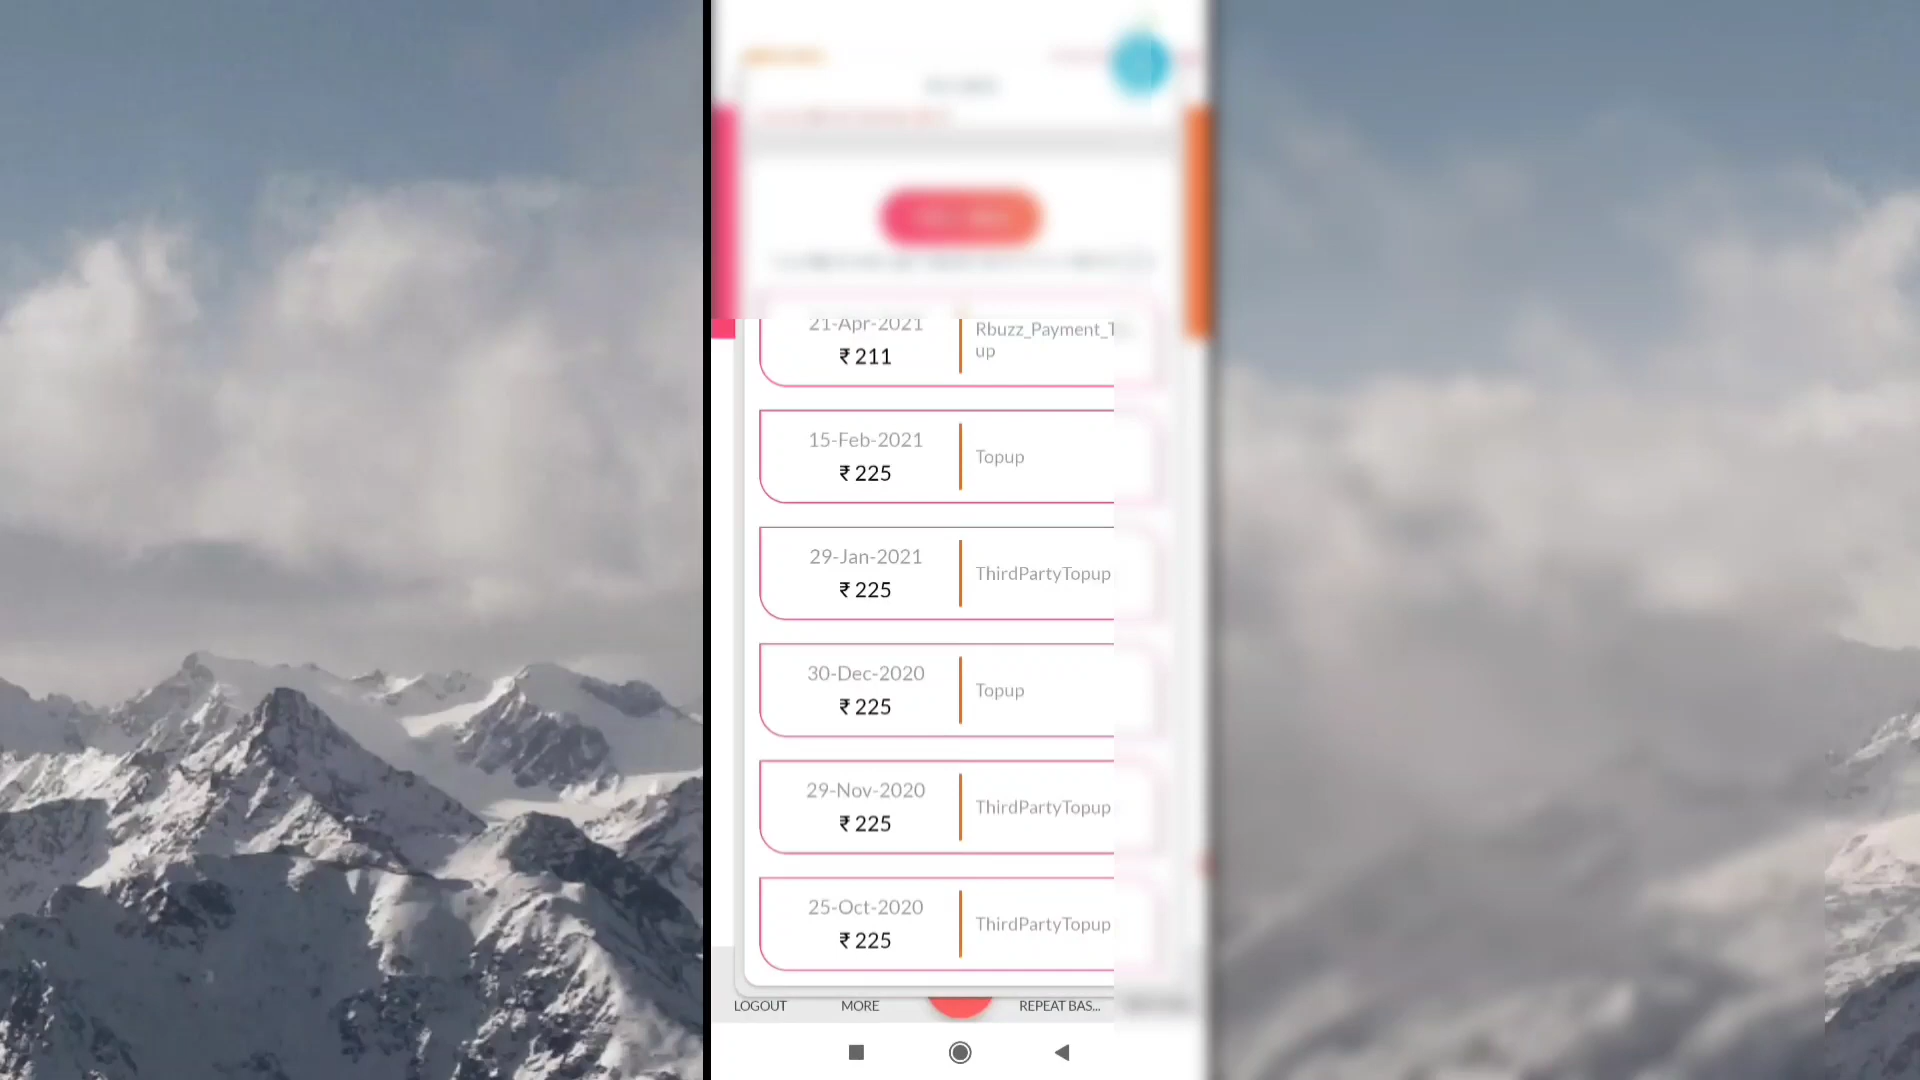 21-Apr-2021
₹ 211
Rbuzz_Payment_T
up
15-Feb-2021
₹ 225
Topup
29-Jan-2021
₹ 225
ThirdPartyTopup
30-Dec-2020
₹ 225
Topup
29-Nov-2020
₹ 225
ThirdPartyTopup
25-Oct-2020
₹ 225
ThirdPartyTopup
LOGOUT
MORE
REPEAT BAS...